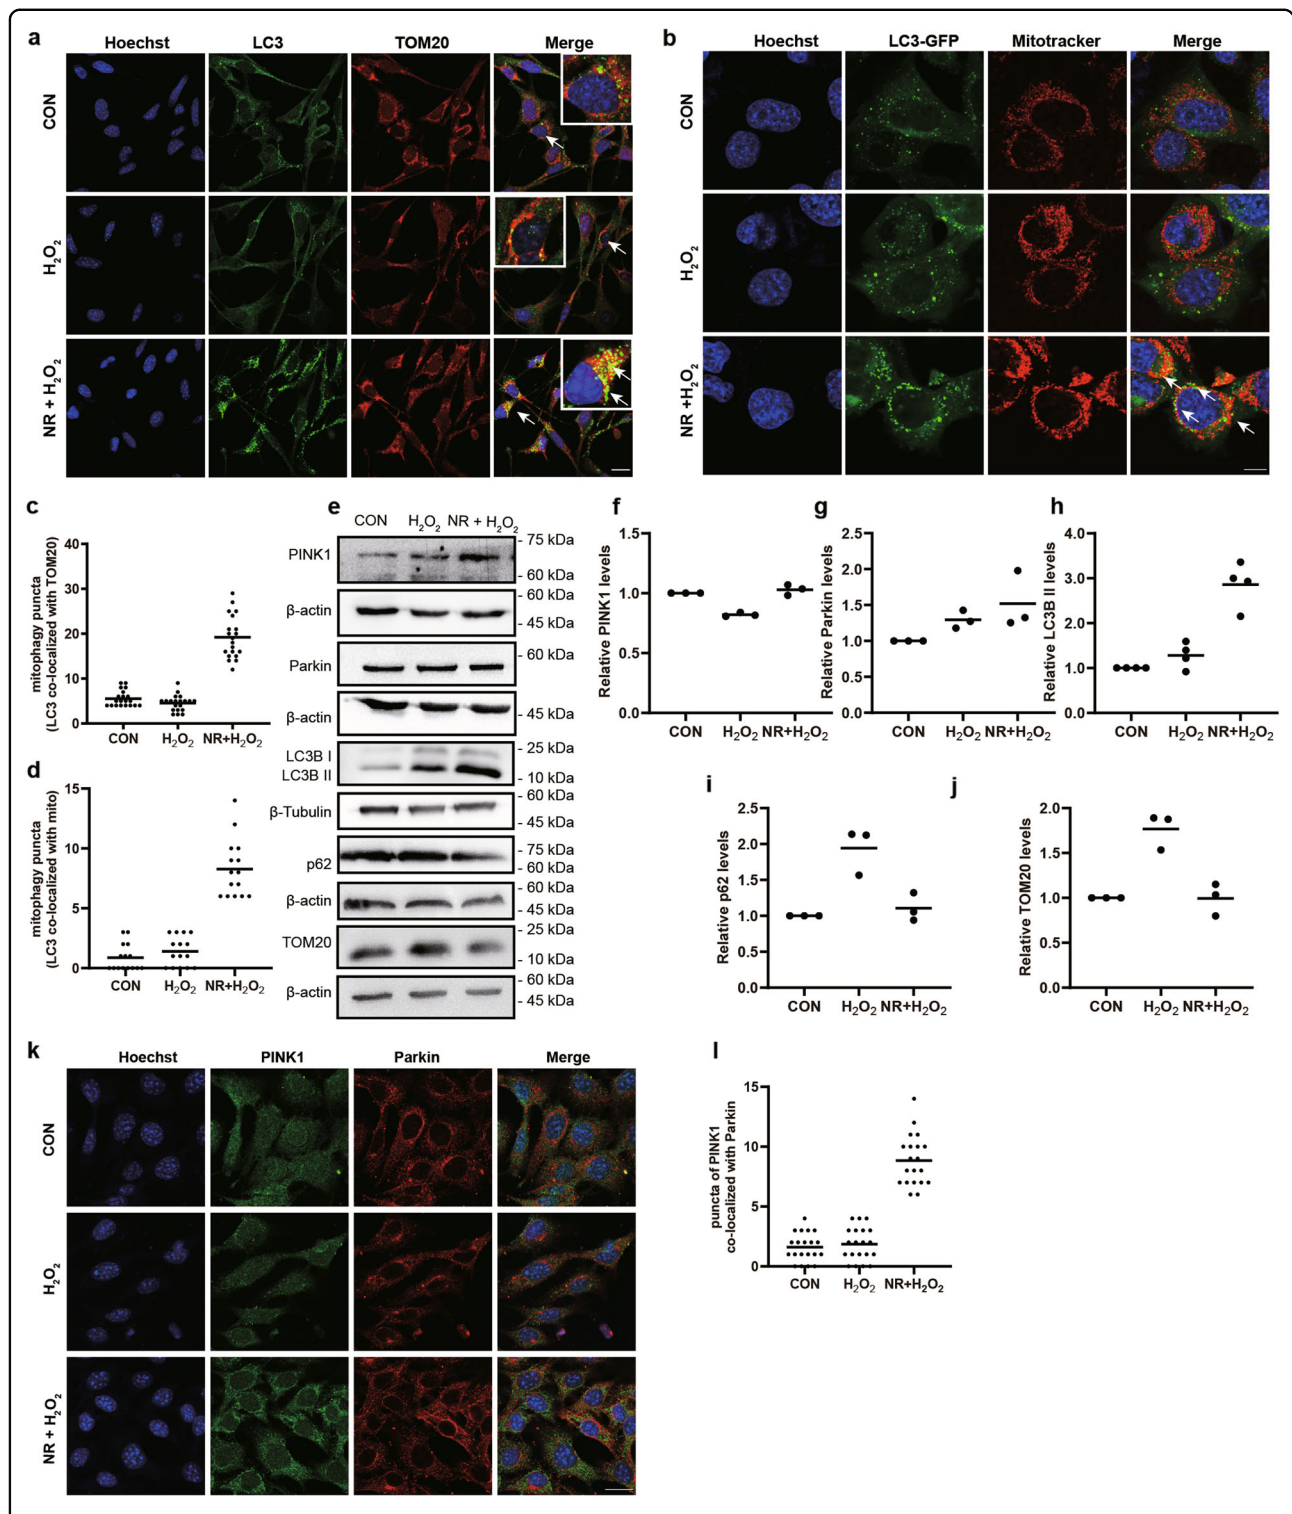 a
Hoechst LC3 TOM20 Merge
CON
H₂O₂
NR + H₂O₂
b
Hoechst LC3-GFP Mitotracker Merge
CON
H₂O₂
NR +H₂O₂
c
mitophagy puncta
(LC3 co-localized with TOM20)
40
30
20
10
0
CON H₂O₂ NR+H₂O₂
d
mitophagy puncta
(LC3 co-localized with mito)
15
10
5
0
CON H₂O₂ NR+H₂O₂
e
CON H₂O₂ NR + H₂O₂
PINK1
- 75 kDa
- 60 kDa
β-actin
- 60 kDa
- 45 kDa
Parkin
- 60 kDa
β-actin
- 45 kDa
LC3B I
LC3B II
- 25 kDa
- 10 kDa
β-Tubulin
- 60 kDa
- 45 kDa
p62
- 75 kDa
- 60 kDa
β-actin
- 60 kDa
- 45 kDa
TOM20
- 25 kDa
- 10 kDa
β-actin
- 60 kDa
- 45 kDa
f
Relative PINK1 levels
1.5
1.0
0.5
0.0
CON H₂O₂ NR+H₂O₂
g
Relative Parkin levels
2.5
2.0
1.5
1.0
0.5
0.0
CON H₂O₂ NR+H₂O₂
h
Relative LC3B II levels
4.0
3.0
2.0
1.0
0.0
CON H₂O₂ NR+H₂O₂
i
Relative p62 levels
2.5
2.0
1.5
1.0
0.5
0.0
CON H₂O₂ NR+H₂O₂
j
Relative TOM20 levels
2.0
1.5
1.0
0.5
0.0
CON H₂O₂ NR+H₂O₂
k
Hoechst PINK1 Parkin Merge
CON
H₂O₂
NR + H₂O₂
l
puncta of PINK1
co-localized with Parkin
15
10
5
0
CON H₂O₂ NR+H₂O₂